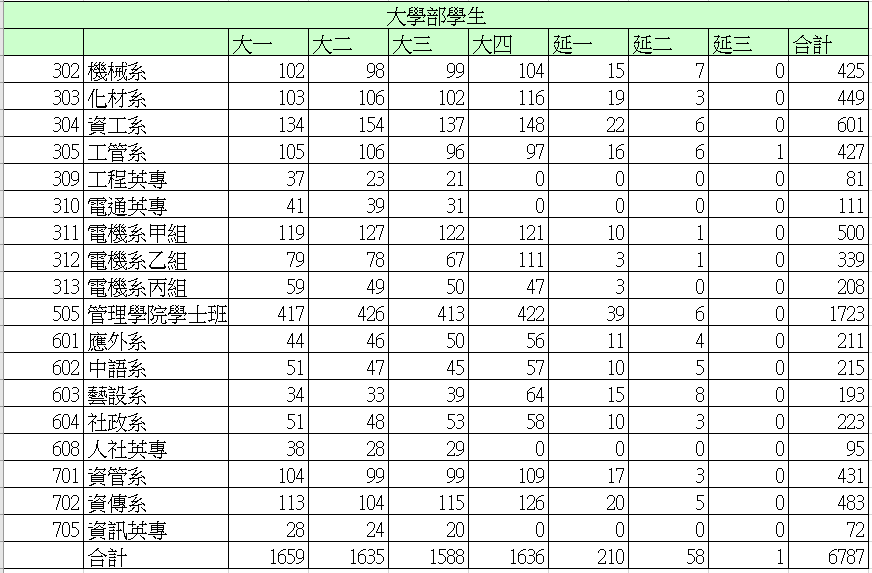 大學部學生
大一 大二 大三 大四 延一 延二 延三 合計
302 機械系 102 98 99 104 15 7 0 425
303 化材系 103 106 102 116 19 3 0 449
304 資工系 134 154 137 148 22 6 0 601
305 工管系 105 106 96 97 16 6 1 427
309 工程英專 37 23 21 0 0 0 0 81
310 電通英專 41 39 31 0 0 0 0 111
311 電機系甲組 119 127 122 121 10 1 0 500
312 電機系乙組 79 78 67 111 3 1 0 339
313 電機系丙組 59 49 50 47 3 0 0 208
505 管理學院學士班 417 426 413 422 39 6 0 1723
601 應外系 44 46 50 56 11 4 0 211
602 中語系 51 47 45 57 10 5 0 215
603 藝設系 34 33 39 64 15 8 0 193
604 社政系 51 48 53 58 10 3 0 223
608 人社英專 38 28 29 0 0 0 0 95
701 資管系 104 99 99 109 17 3 0 431
702 資傳系 113 104 115 126 20 5 0 483
705 資訊英專 28 24 20 0 0 0 0 72
合計 1659 1635 1588 1636 210 58 1 6787